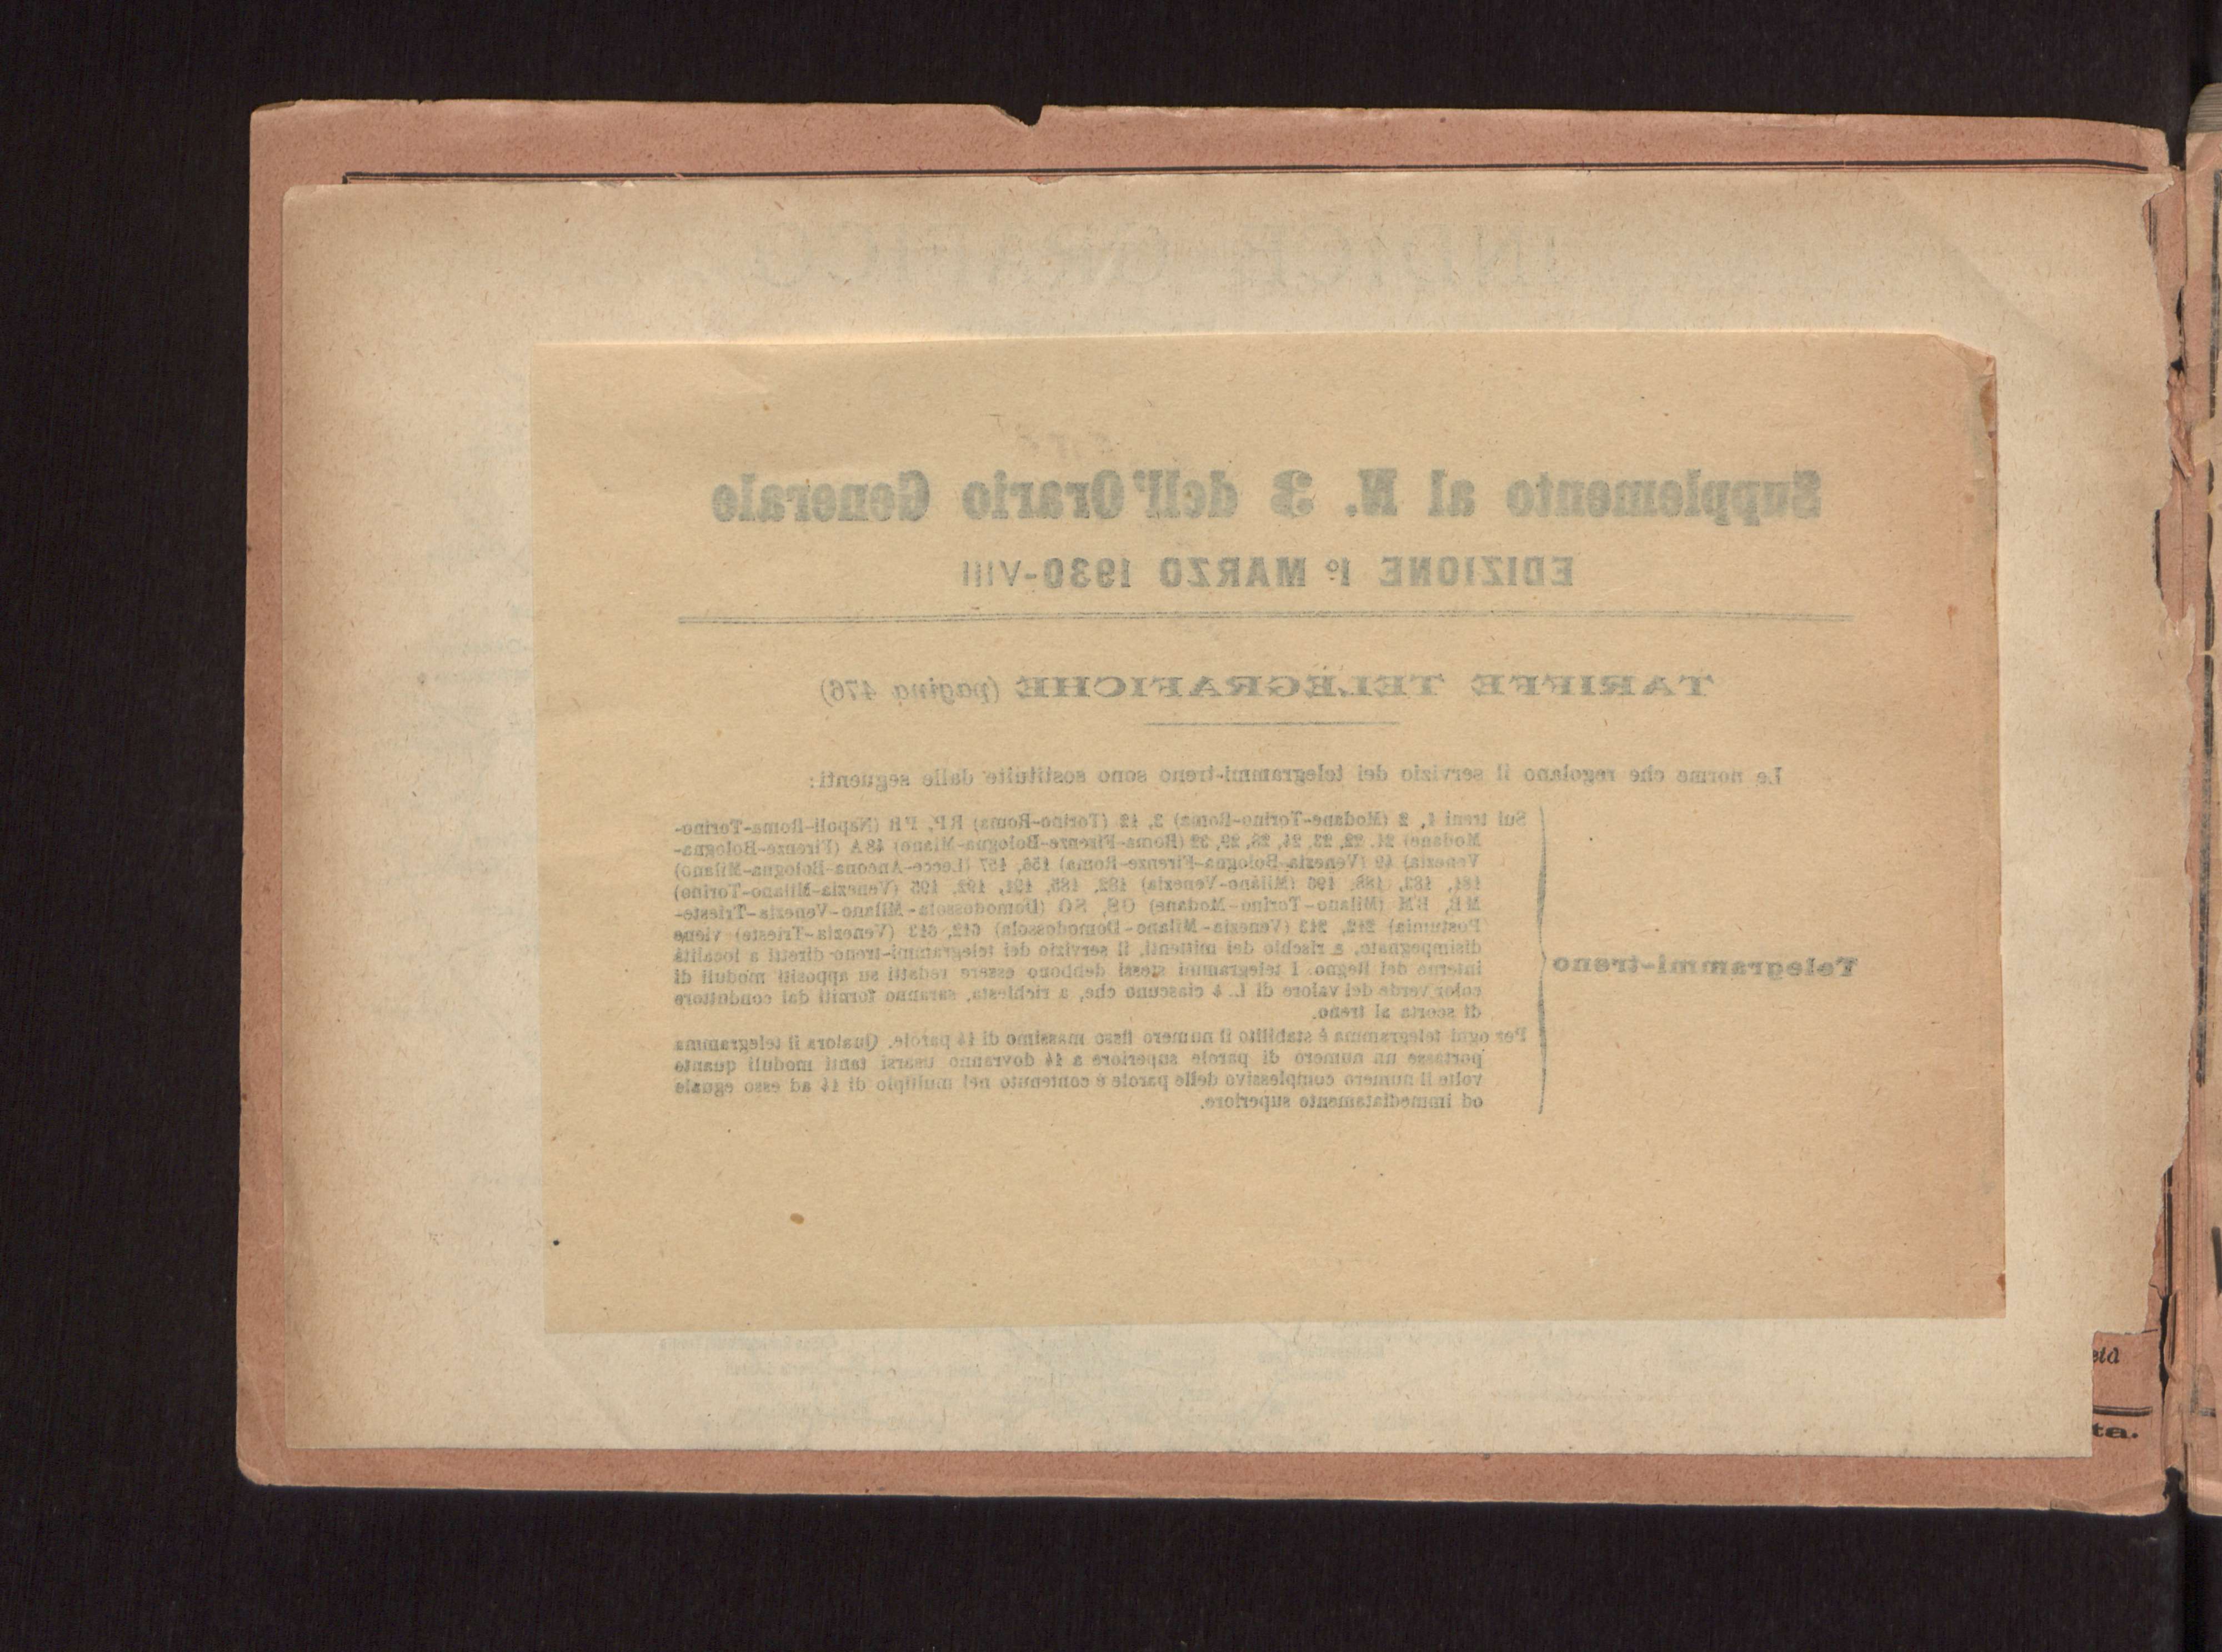 INDICE GRAFICO
Supplemento al N. 3 dell'Orario Generale
EDIZIONE 1º MARZO 1930-VIII
TARIFFE TELEGRAFICHE (pagina 476)
Le norme che regolano il servizio dei telegrammi-treno sono sostituite dalle seguenti:
Telegrammi-treno
Sui treni 1, 2 (Modane-Torino-Roma) 3, 12 (Torino-Roma) RP, PR (Napoli-Roma-Torino-
Modane) 21, 22, 23, 24, 28, 29, 32 (Roma-Firenze-Bologna-Milano) 48A (Firenze-Bologna-
Venezia) 49 (Venezia-Bologna-Firenze-Roma) 156, 157 (Lecce-Ancona-Bologna-Milano)
181, 183, 188, 196 (Milano-Venezia) 182, 185, 191, 192, 195 (Venezia-Milano-Torino)
MB, BM (Milano-Torino-Modane) OS, SO (Domodossola-Milano-Venezia-Trieste-
Postumia) 212, 213 (Venezia-Milano-Domodossola) 612, 613 (Venezia-Trieste) viene
disimpegnato, a rischio dei mittenti, il servizio dei telegrammi-treno diretti a località
interne del Regno. I telegrammi stessi debbono essere redatti su appositi moduli di
color verde del valore di L. 4 ciascuno che, a richiesta, saranno forniti dal conduttore
di scorta al treno.
Per ogni telegramma è stabilito il numero fisso massimo di 14 parole. Qualora il telegramma
portasse un numero di parole superiore a 14 dovranno usarsi tanti moduli quante
volte il numero complessivo delle parole è contenuto nel multiplo di 14 ad esso eguale
od immediatamente superiore.
età
ta.